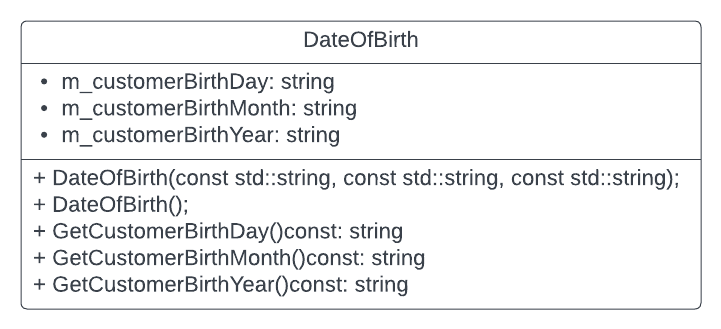 DateOfBirth
• m_customerBirthDay: string
• m_customerBirthMonth: string
• m_customerBirthYear: string
+ DateOfBirth(const std::string, const std::string, const std::string);
+ DateOfBirth();
+ GetCustomerBirthDay()const: string
+ GetCustomerBirthMonth()const: string
+ GetCustomerBirthYear()const: string